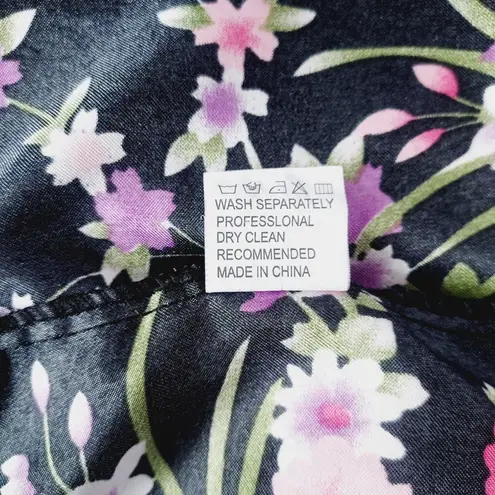 WASH SEPARATELY
PROFESSLONAL
DRY CLEAN
RECOMMENDED
MADE IN CHINA